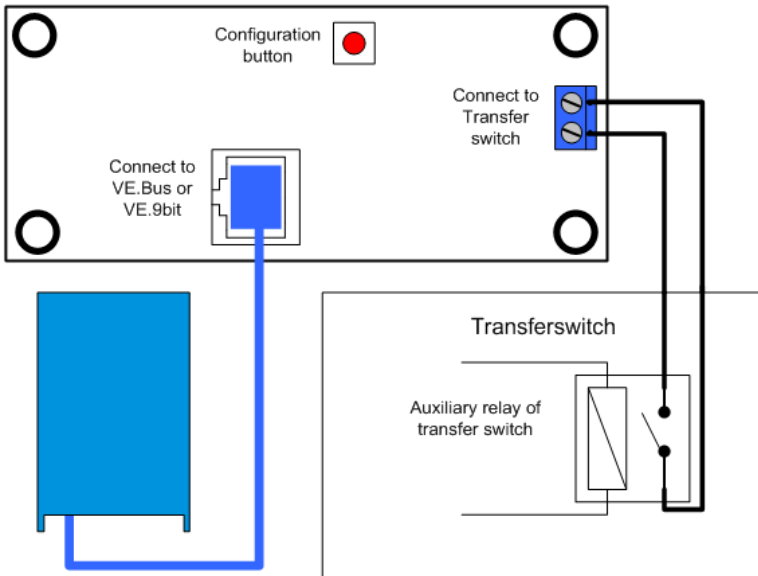 Configuration
button
Connect to
Transfer
switch
Connect to
VE.Bus or
VE.9bit
Transferswitch
Auxiliary relay of
transfer switch